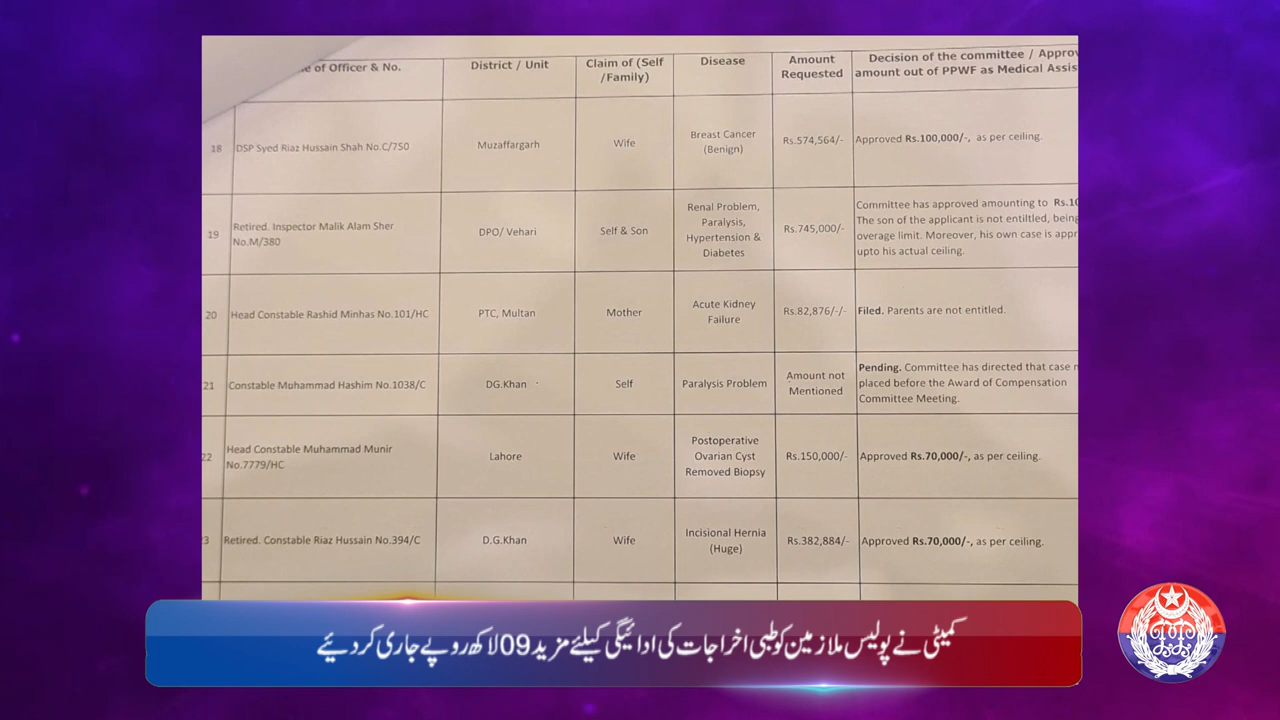 e of Officer & No. District / Unit Claim of (Self /Family) Disease Amount Requested Decision of the committee / Approv amount out of PPWF as Medical Assis
18 DSP Syed Riaz Hussain Shah No.C/750 Muzaffargarh Wife Breast Cancer (Benign) Rs.574,564/- Approved Rs.100,000/-, as per ceiling.
19 Retired. Inspector Malik Alam Sher No.M/380 DPO/ Vehari Self & Son Renal Problem, Paralysis, Hypertension & Diabetes Rs.745,000/- Committee has approved amounting to Rs.10 The son of the applicant is not entiltled, being overage limit. Moreover, his own case is appr upto his actual ceiling.
20 Head Constable Rashid Minhas No.101/HC PTC, Multan Mother Acute Kidney Failure Rs.82,876/-/- Filed. Parents are not entitled.
21 Constable Muhammad Hashim No.1038/C DG.Khan Self Paralysis Problem Amount not Mentioned Pending. Committee has directed that case placed before the Award of Compensation Committee Meeting.
22 Head Constable Muhammad Munir No.7779/HC Lahore Wife Postoperative Ovarian Cyst Removed Biopsy Rs.150,000/- Approved Rs.70,000/-, as per ceiling.
3 Retired. Constable Riaz Hussain No.394/C D.G.Khan Wife Incisional Hernia (Huge) Rs.382,884/- Approved Rs.70,000/-, as per ceiling.
کمیٹی نے پولیس ملازمین کو طبی اخراجات کی ادائیگی کیلئے مزید 09 لاکھ روپے جاری کر دیئے